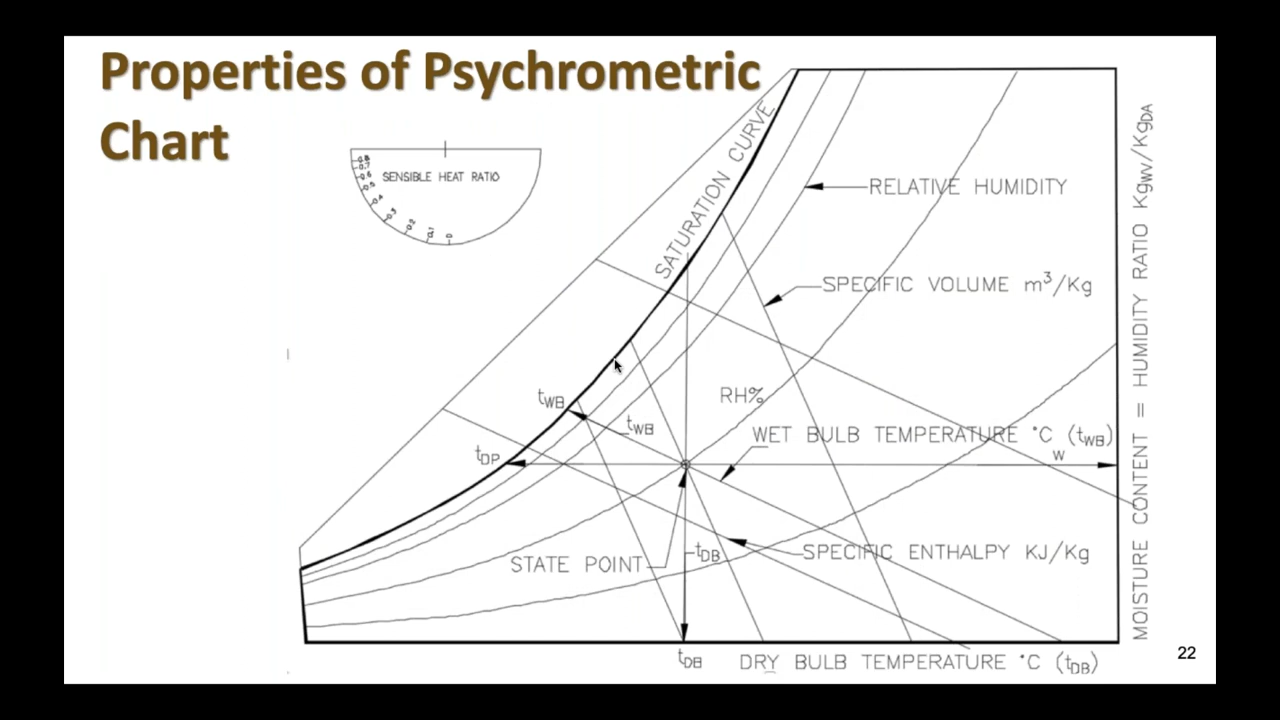 Properties of Psychrometric
Chart
SENSIBLE HEAT RATIO
0.8
0.7
0.6
0.5
0.4
0.3
0.2
0.1
0
SATURATION CURVE
RELATIVE HUMIDITY
SPECIFIC VOLUME m³/Kg
RH%
tWB
tWB
WET BULB TEMPERATURE °C (tWB)
W
tDP
SPECIFIC ENTHALPY KJ/Kg
tDB
STATE POINT
tDB
DRY BULB TEMPERATURE °C (tDB)
MOISTURE CONTENT = HUMIDITY RATIO KgWV/KgDA
22